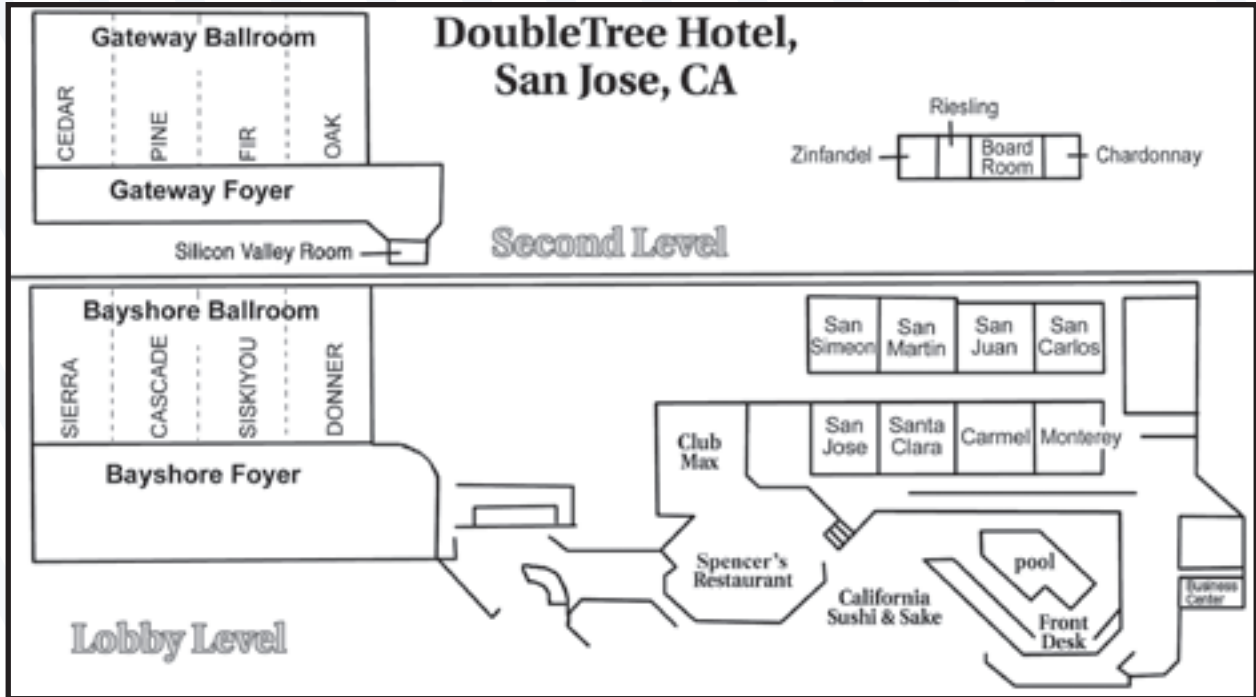 DoubleTree Hotel,
San Jose, CA
Gateway Ballroom
CEDAR
PINE
FIR
OAK
Gateway Foyer
Silicon Valley Room
Second Level
Riesling
Zinfandel
Board
Room
Chardonnay
Bayshore Ballroom
SIERRA
CASCADE
SISKIYOU
DONNER
Bayshore Foyer
San
Simeon
San
Martin
San
Juan
San
Carlos
Club
Max
San
Jose
Santa
Clara
Carmel
Monterey
Spencer's
Restaurant
California
Sushi & Sake
pool
Front
Desk
Business
Center
Lobby Level